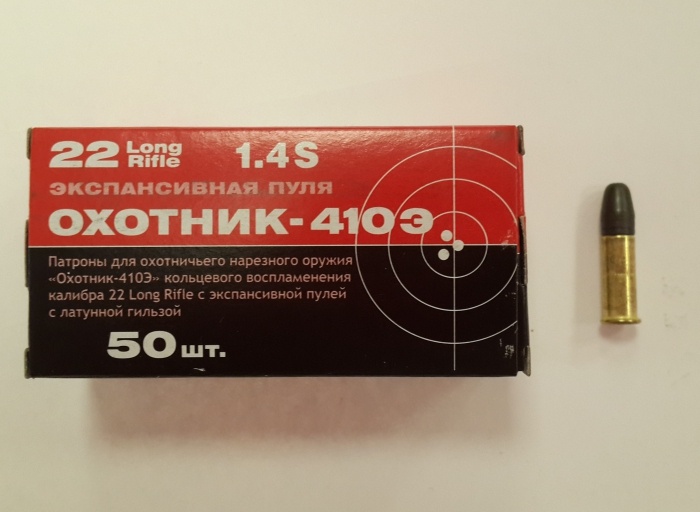 22 Long Rifle 1.4S
ЭКСПАНСИВНАЯ ПУЛЯ
ОХОТНИК-410Э
Патроны для охотничьего нарезного оружия
«Охотник-410Э» кольцевого воспламенения
калибра 22 Long Rifle с экспансивной пулей
с латунной гильзой
50 шт.